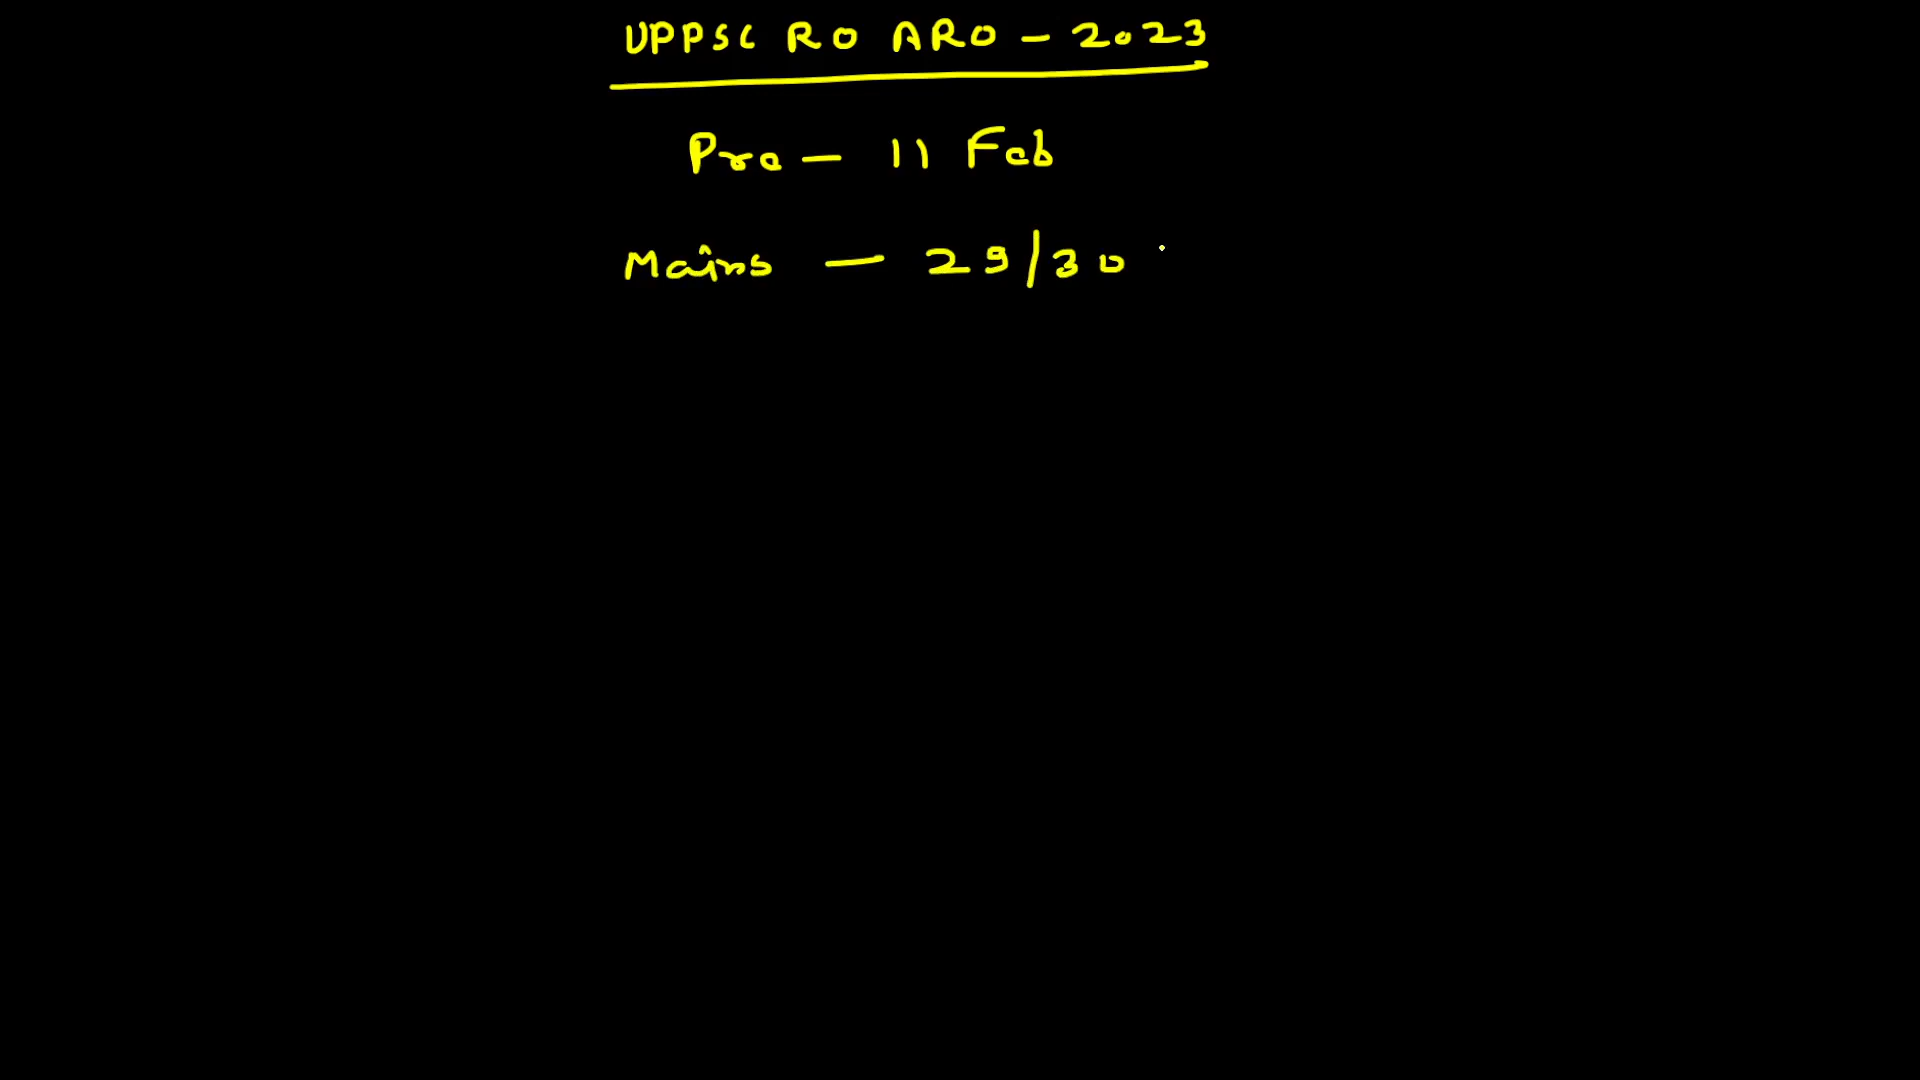 UPPSC RO ARO - 2023
Pre - 11 Feb
Mains - 29/30